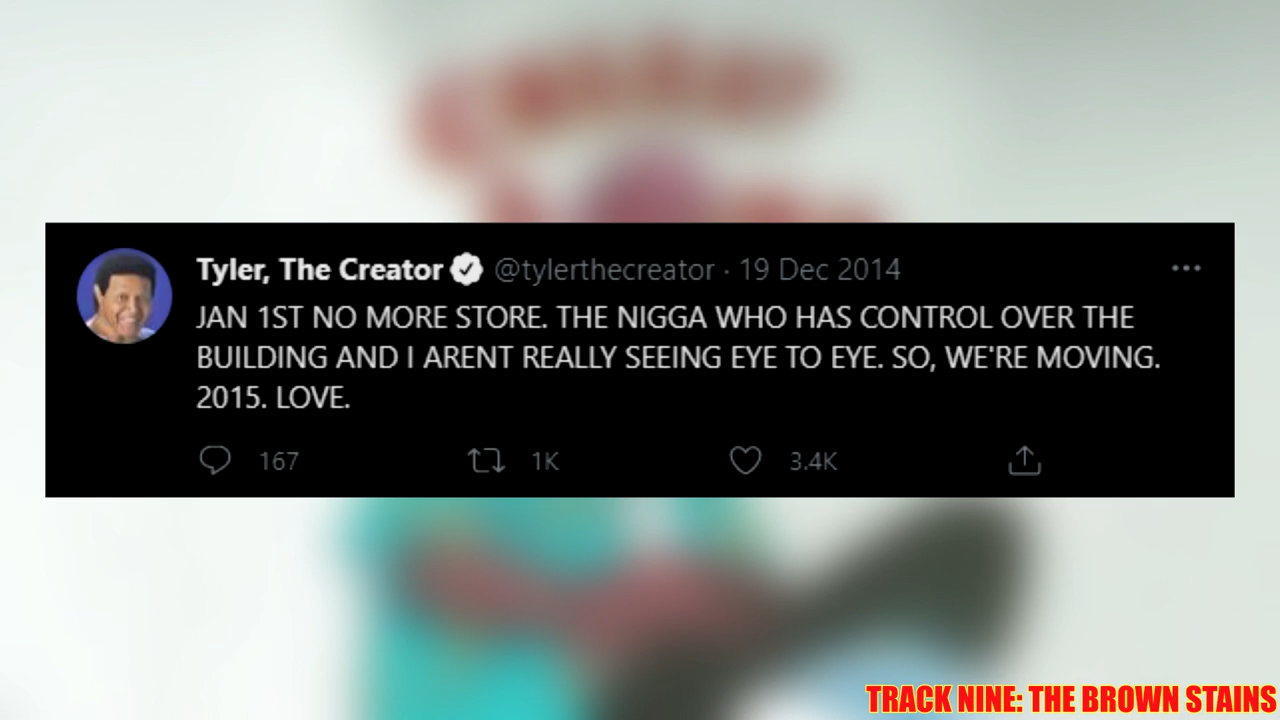 Tyler, The Creator @tylerthecreator · 19 Dec 2014
JAN 1ST NO MORE STORE. THE NIGGA WHO HAS CONTROL OVER THE
BUILDING AND I ARENT REALLY SEEING EYE TO EYE. SO, WE'RE MOVING.
2015. LOVE.
167 1K 3.4K
TRACK NINE: THE BROWN STAINS